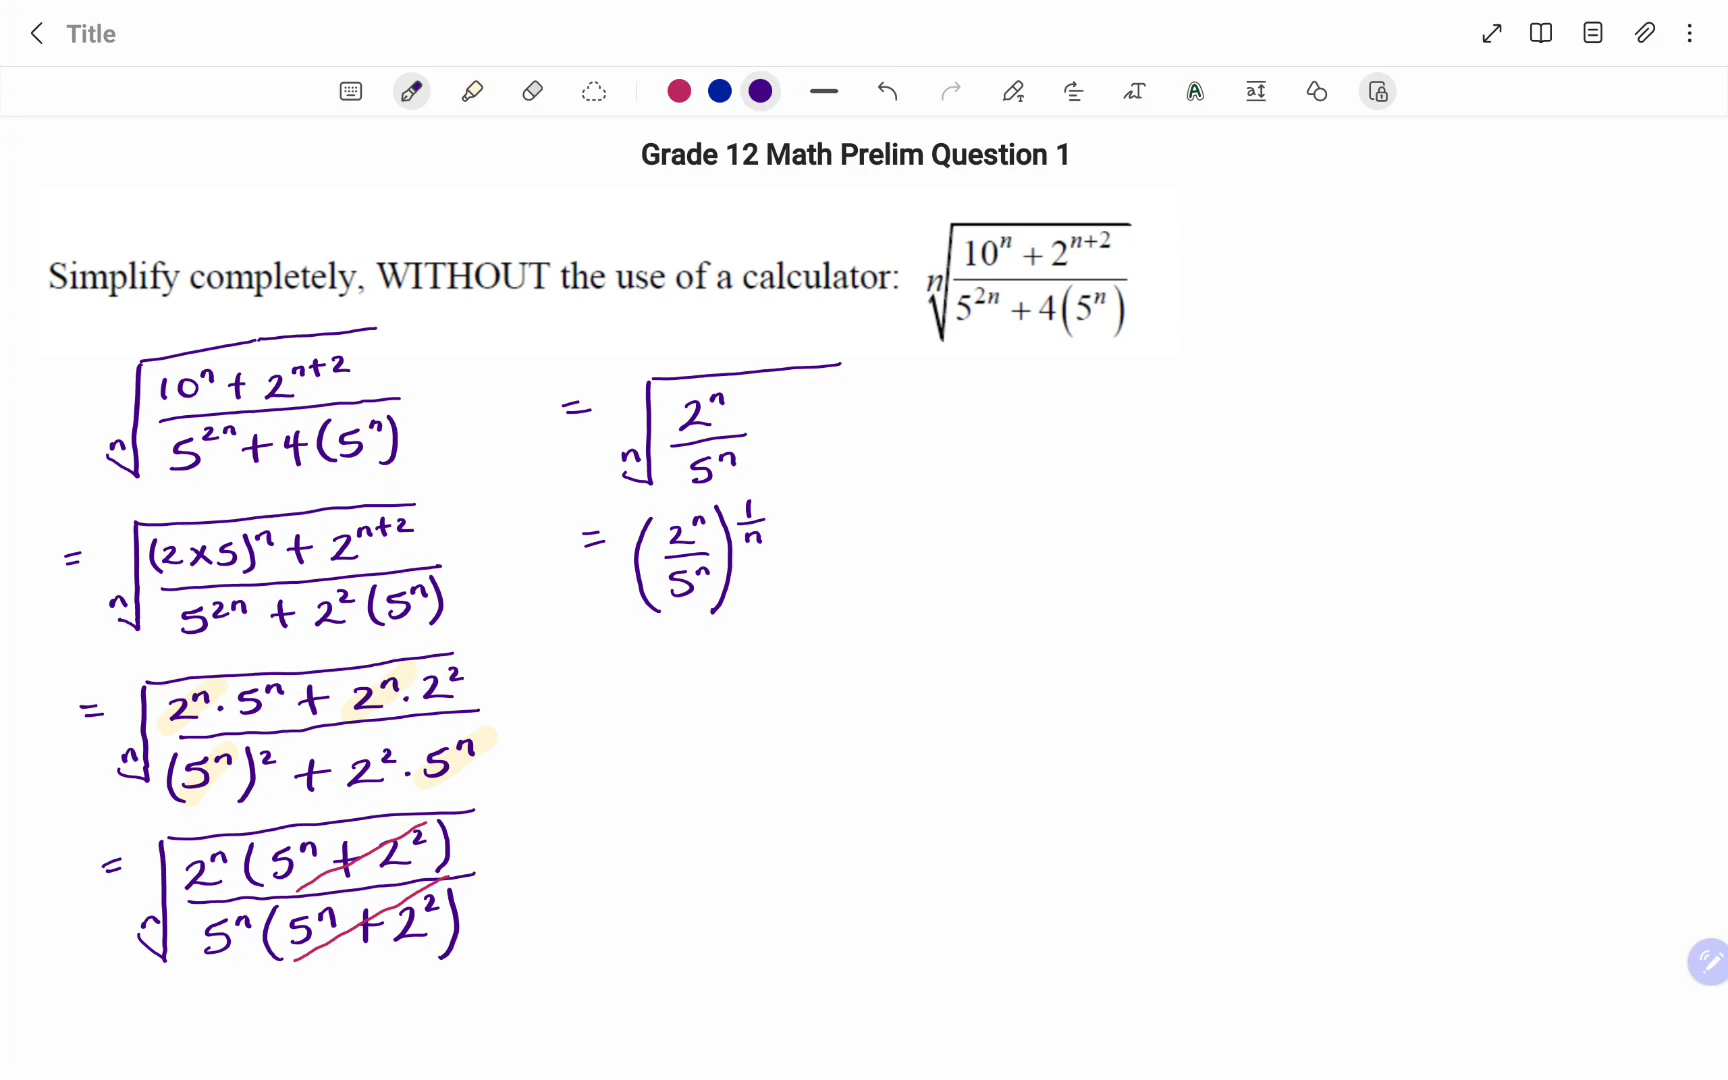 Title
Grade 12 Math Prelim Question 1
Simplify completely, WITHOUT the use of a calculator: ⁿ√((10ⁿ + 2ⁿ⁺²)/(5²ⁿ + 4(5ⁿ)))
ⁿ√((10ⁿ + 2ⁿ⁺²)/(5²ⁿ + 4(5ⁿ)))
= ⁿ√(((2×5)ⁿ + 2ⁿ⁺²)/(5²ⁿ + 2²(5ⁿ)))
= ⁿ√((2ⁿ·5ⁿ + 2ⁿ·2²)/((5ⁿ)² + 2²·5ⁿ))
= ⁿ√((2ⁿ(5ⁿ + 2²))/(5ⁿ(5ⁿ + 2²)))
= ⁿ√(2ⁿ/5ⁿ)
= (2ⁿ/5ⁿ)^(1/n)